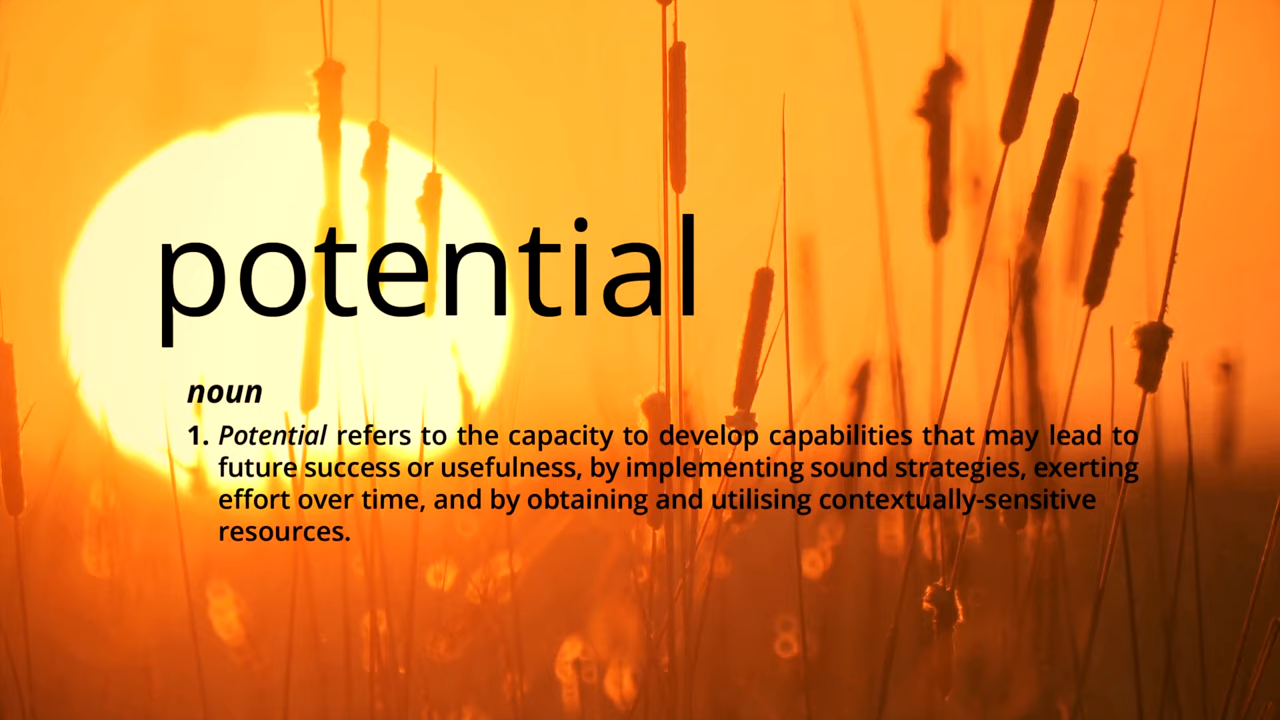 potential
noun
1. Potential refers to the capacity to develop capabilities that may lead to
future success or usefulness, by implementing sound strategies, exerting
effort over time, and by obtaining and utilising contextually-sensitive
resources.